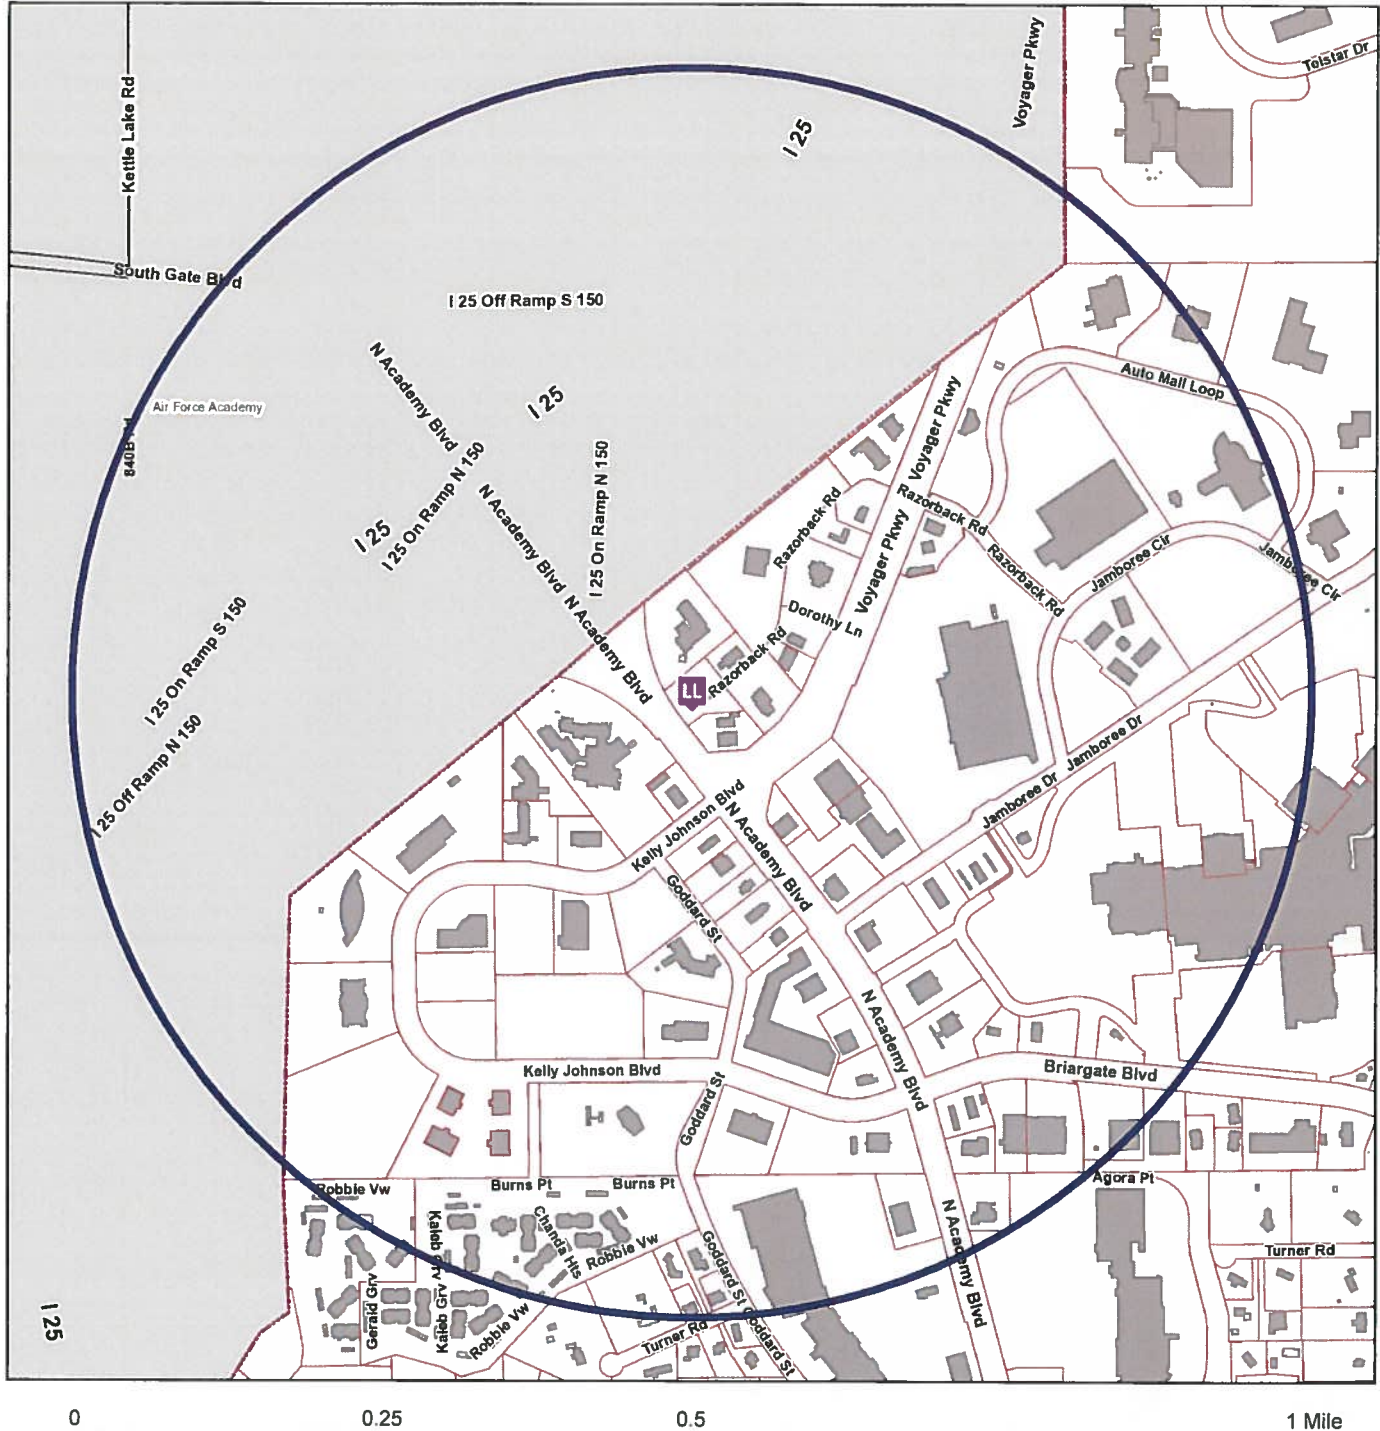 Voyager Pkwy
Telstar Dr
Kettle Lake Rd
I 25
South Gate Blvd
I 25 Off Ramp S 150
N Academy Blvd
Auto Mall Loop
Air Force Academy
I 25
Voyager Pkwy
840B Rd
I 25 On Ramp N 150
I 25 On Ramp N 150
N Academy Blvd
Razorback Rd
Razorback Rd
I 25
Voyager Pkwy
Jamboree Cir
Jamboree Cir
Razorback Rd
I 25 On Ramp S 150
N Academy Blvd
Dorothy Ln
Razorback Rd
LL
I 25 Off Ramp N 150
Jamboree Dr
Jamboree Dr
Kelly Johnson Blvd
N Academy Blvd
Goddard St
N Academy Blvd
Kelly Johnson Blvd
Briargate Blvd
Goddard St
Agora Pt
Robbie Vw
Burns Pt
Burns Pt
Kaleb Grv
Chanda Hts
Robbie Vw
Goddard St
N Academy Blvd
Turner Rd
Gerald Grv
Kaleb Grv
Robbie Vw
Turner Rd
Goddard St
I 25
0
0.25
0.5
1 Mile